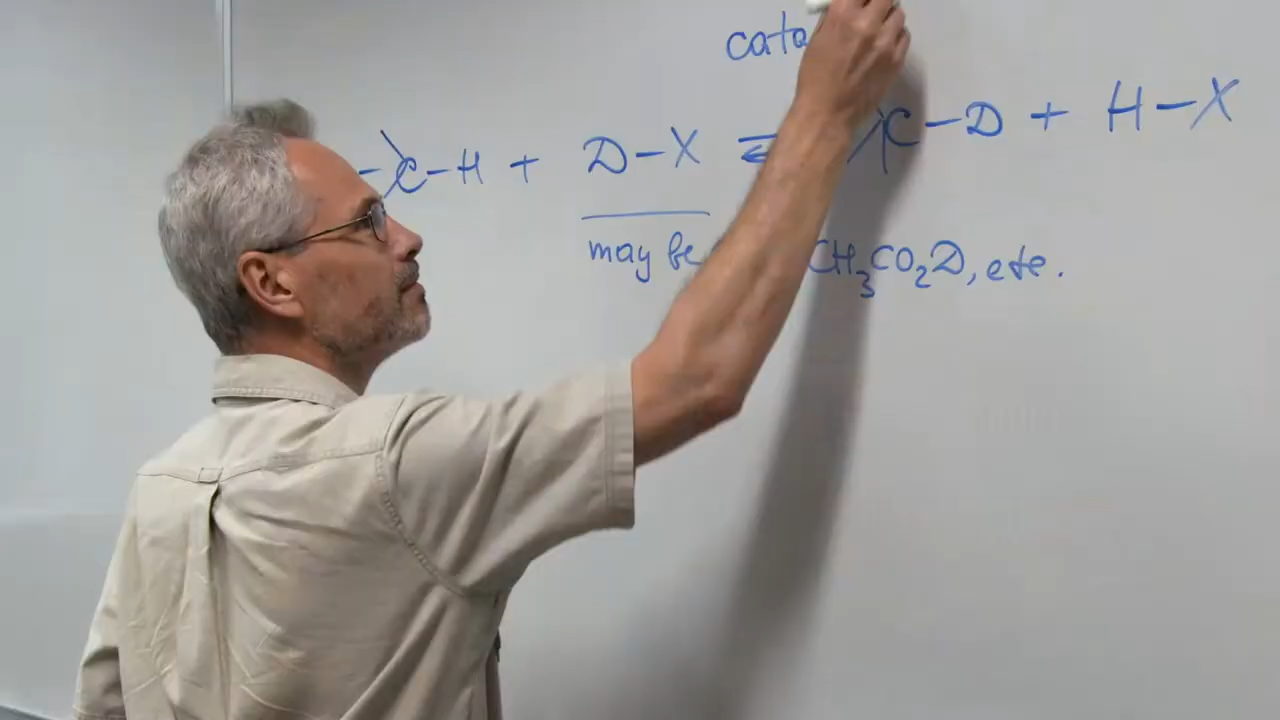 cata
C-H + D-X ⇌ C-D + H-X
may be CH₃CO₂D, etc.